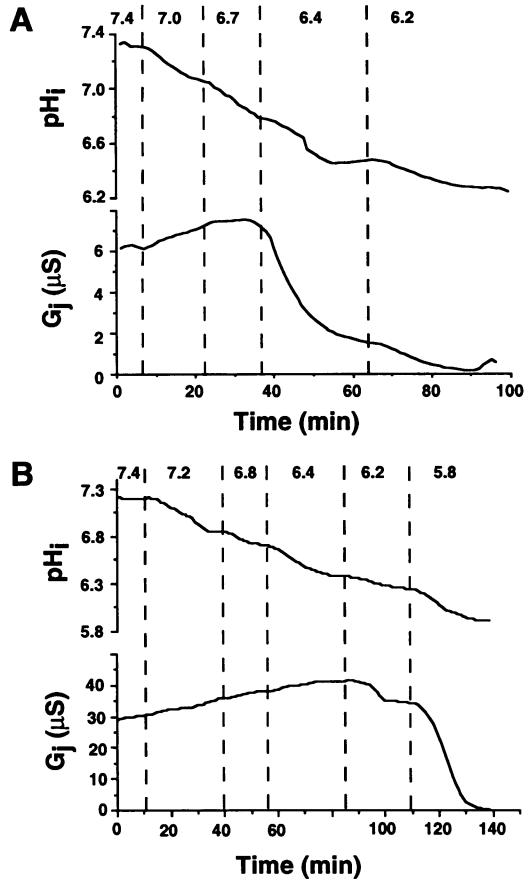 A
7.4 7.0 6.7 6.4 6.2
7.4
7.0
6.6
6.2
pHi
6
4
2
0
Gj (μS)
0 20 40 60 80 100
Time (min)
B
7.4 7.2 6.8 6.4 6.2 5.8
7.3
6.8
6.3
5.8
pHi
40
30
20
10
0
Gj (μS)
0 20 40 60 100 120 140
Time (min)